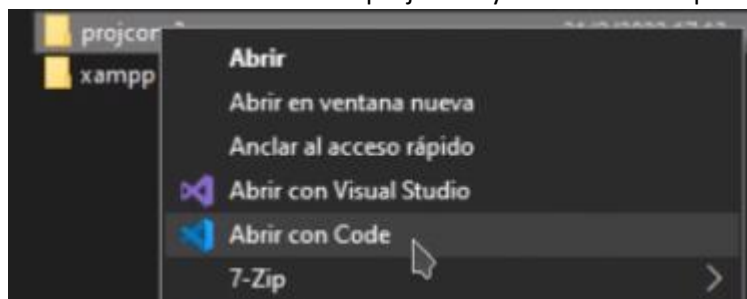 xampp
Abrir
Abrir en ventana nueva
Anclar al acceso rápido
Abrir con Visual Studio
Abrir con Code
7-Zip